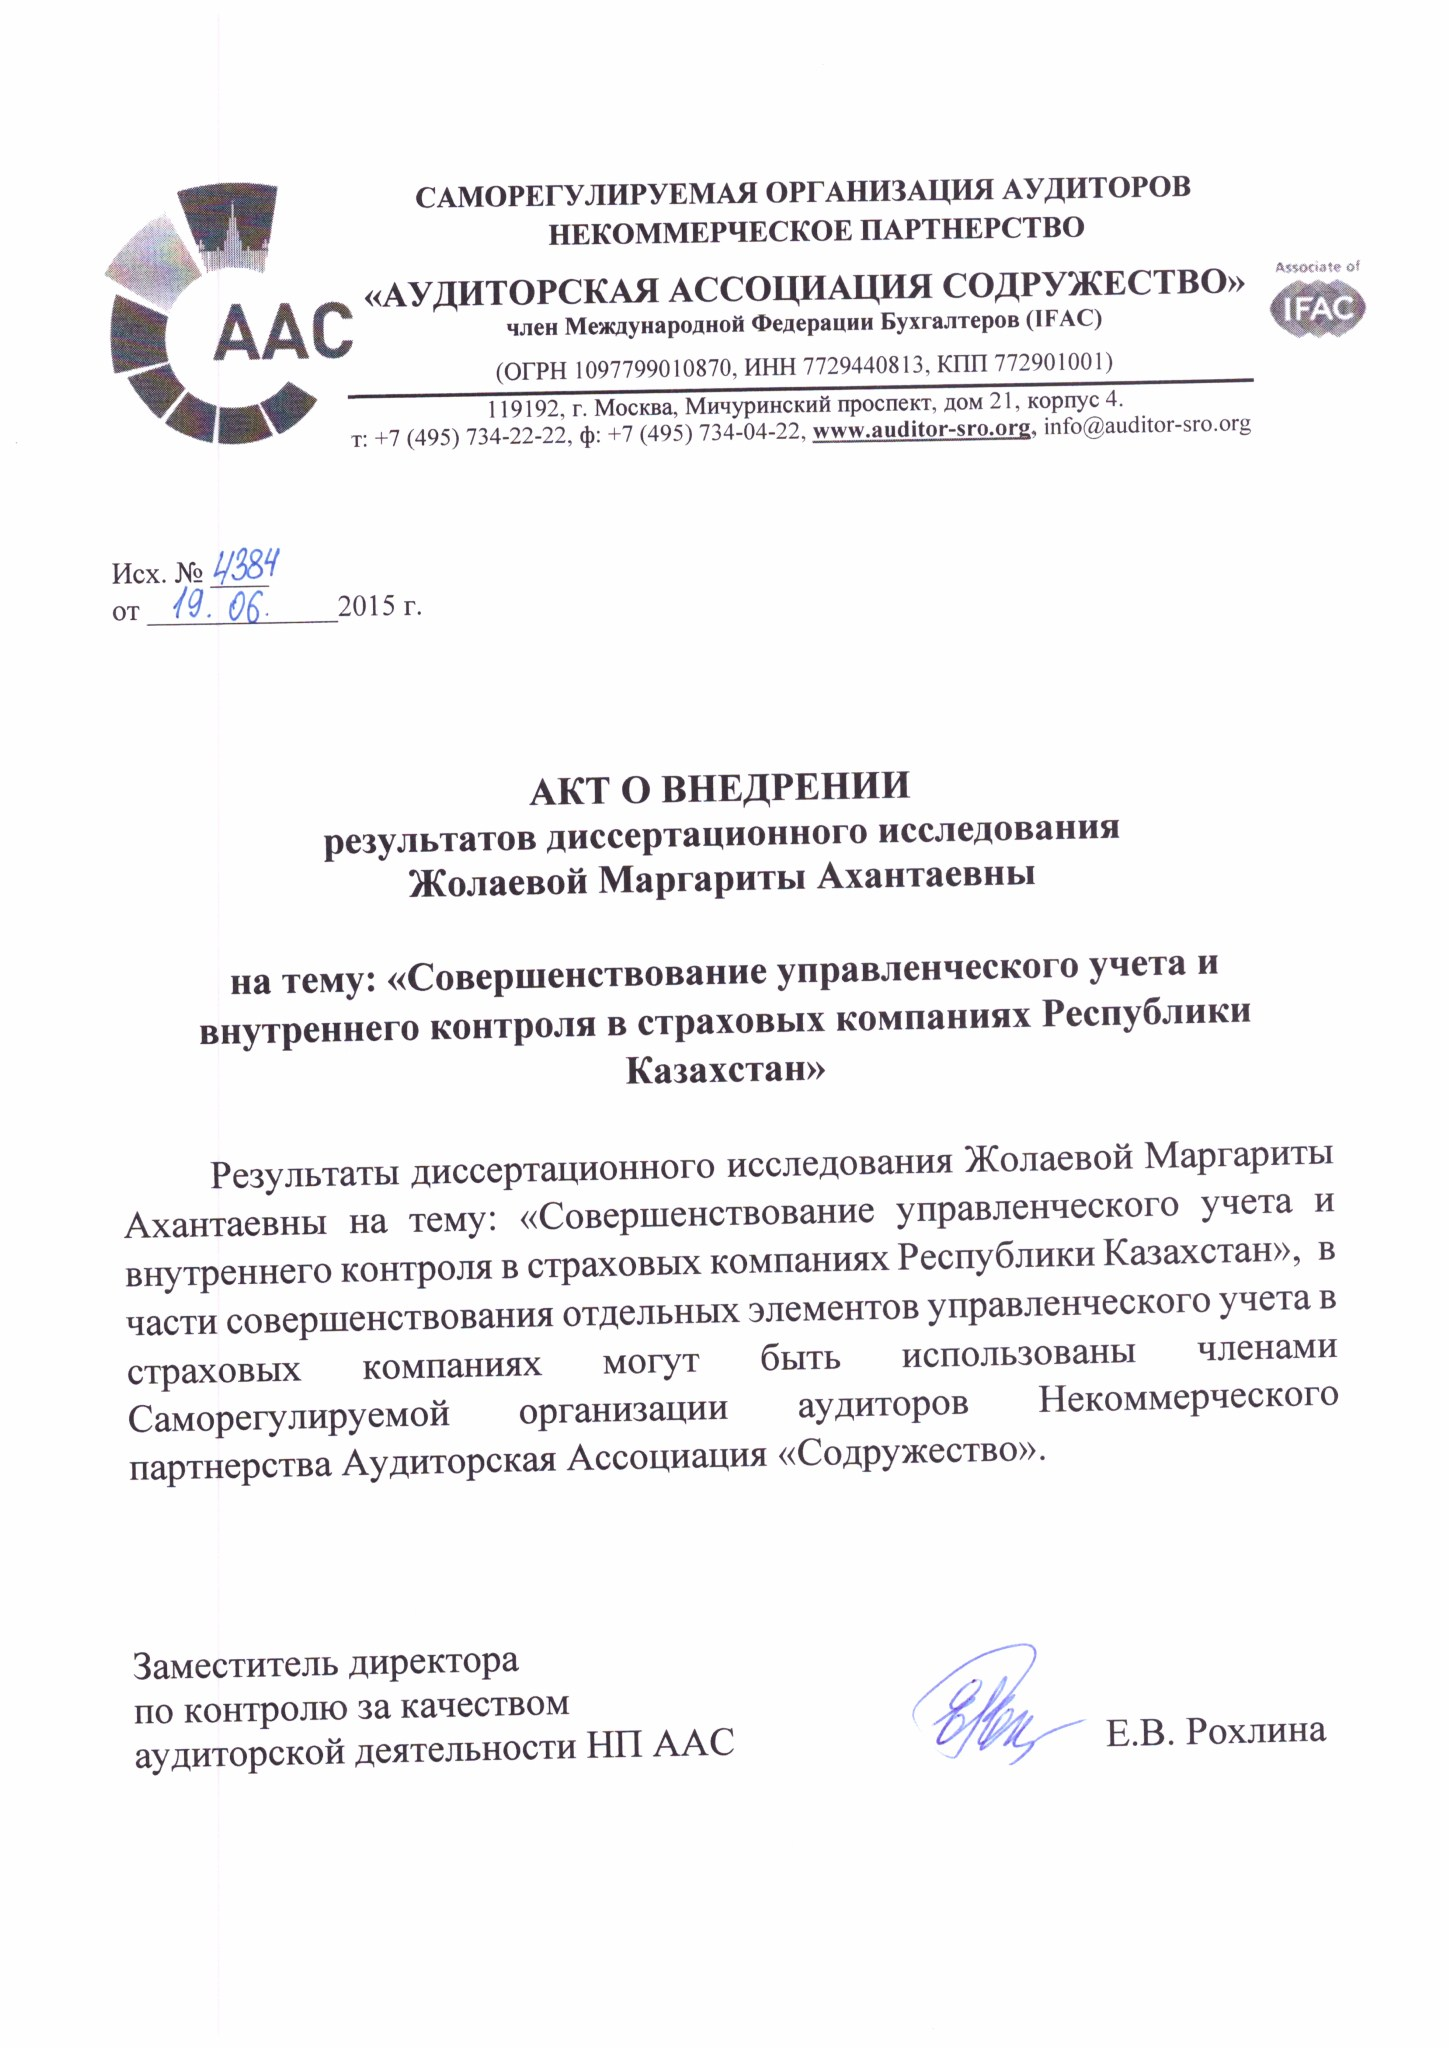 САМОРЕГУЛИРУЕМАЯ ОРГАНИЗАЦИЯ АУДИТОРОВ
НЕКОММЕРЧЕСКОЕ ПАРТНЕРСТВО
«АУДИТОРСКАЯ АССОЦИАЦИЯ СОДРУЖЕСТВО»
член Международной Федерации Бухгалтеров (IFAC)
(ОГРН 1097799010870, ИНН 7729440813, КПП 772901001)
119192, г. Москва, Мичуринский проспект, дом 21, корпус 4.
т: +7 (495) 734-22-22, ф: +7 (495) 734-04-22, www.auditor-sro.org, info@auditor-sro.org
ААС
Associate of
IFAC
Исх. № 4384
от 19. 06. 2015 г.
АКТ О ВНЕДРЕНИИ
результатов диссертационного исследования
Жолаевой Маргариты Ахантаевны
на тему: «Совершенствование управленческого учета и
внутреннего контроля в страховых компаниях Республики
Казахстан»
Результаты диссертационного исследования Жолаевой Маргариты
Ахантаевны на тему: «Совершенствование управленческого учета и
внутреннего контроля в страховых компаниях Республики Казахстан», в
части совершенствования отдельных элементов управленческого учета в
страховых компаниях могут быть использованы членами
Саморегулируемой организации аудиторов Некоммерческого
партнерства Аудиторская Ассоциация «Содружество».
Заместитель директора
по контролю за качеством
аудиторской деятельности НП ААС
Е.В. Рохлина